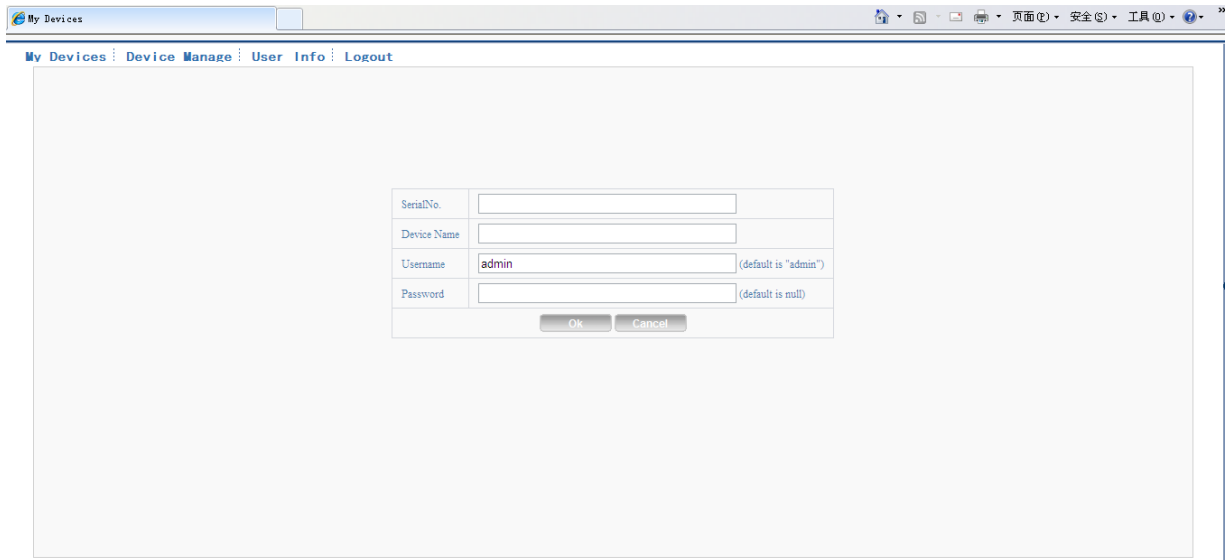 My Devices
页面(P) 安全(S) 工具(O) »
My Devices Device Manage User Info Logout
SerialNo.
Device Name
Username admin (default is "admin")
Password (default is null)
Ok Cancel